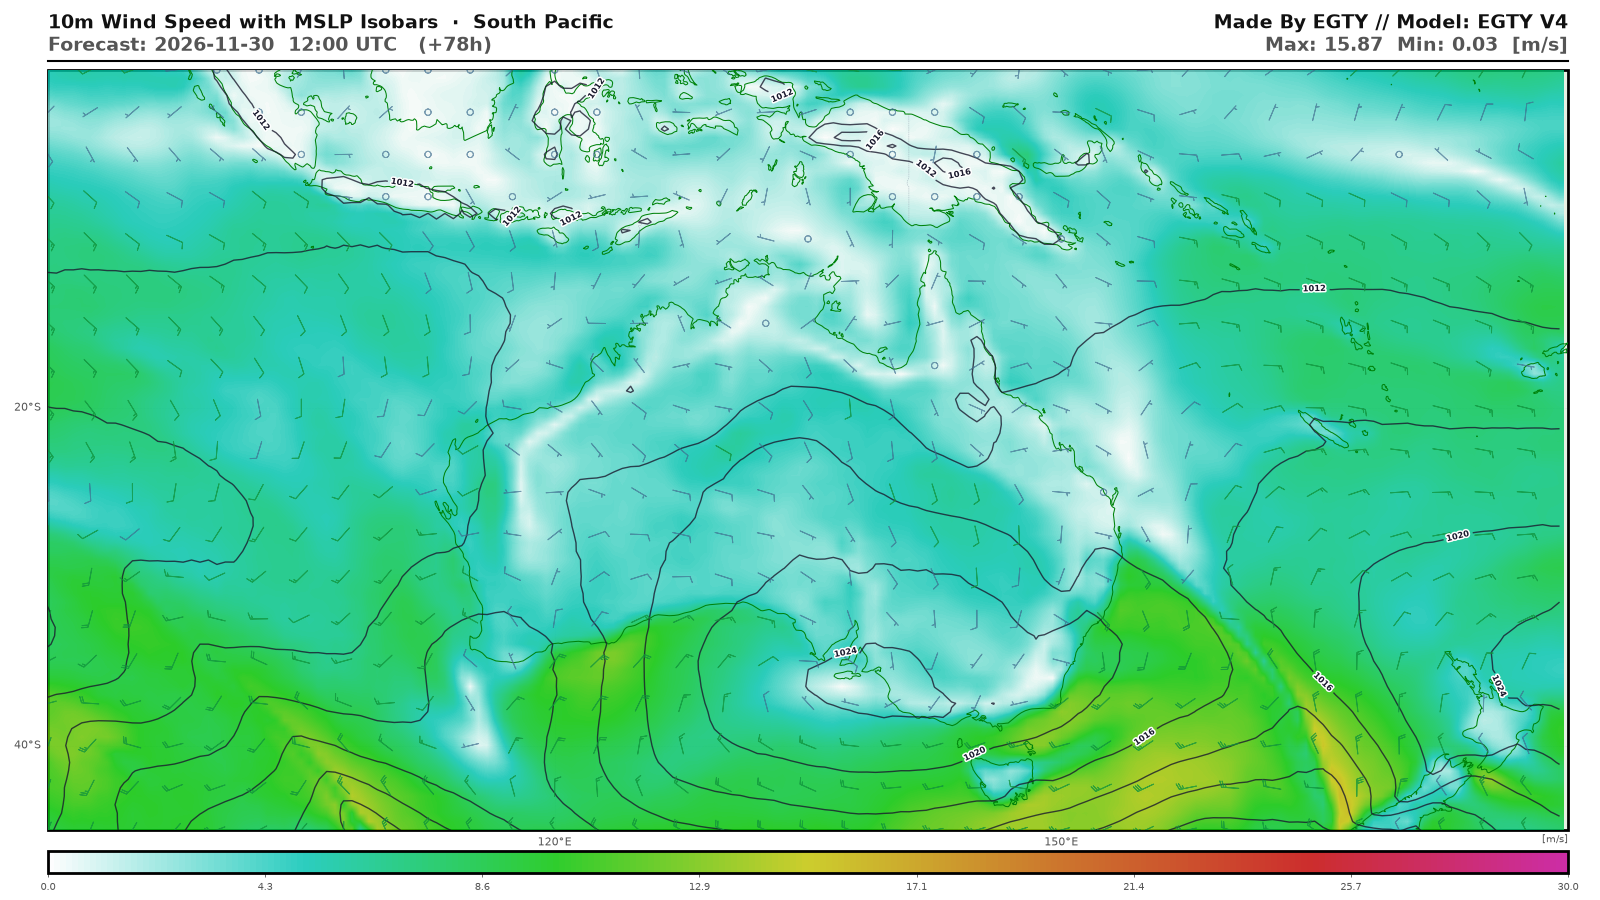 10m Wind Speed with MSLP Isobars · South Pacific
Made By EGTY // Model: EGTY V4
Forecast: 2026-11-30 12:00 UTC (+78h)
Max: 15.87 Min: 0.03 [m/s]
1012
1012
1012
1016
1012
1016
1012
1012
1012
1012
20°S
1020
1024
1016
1024
1016
1020
40°S
120°E
150°E
[m/s]
0.0
4.3
8.6
12.9
17.1
21.4
25.7
30.0